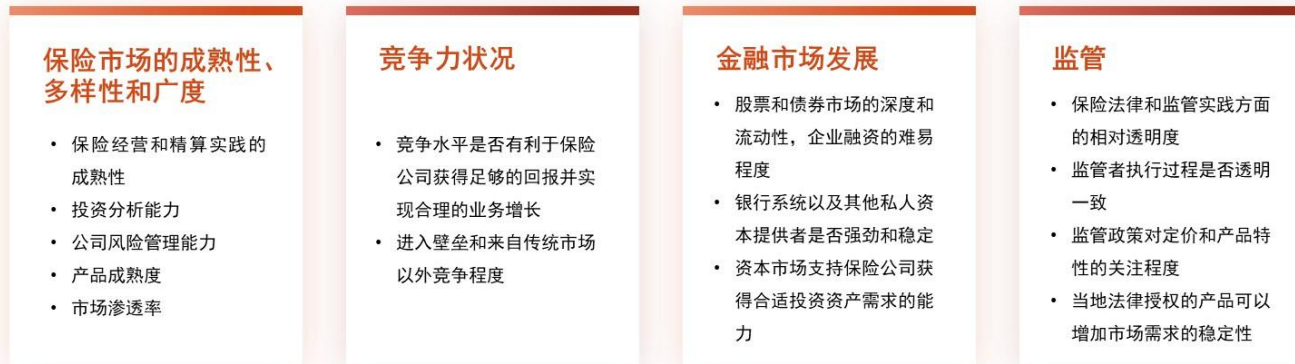 保险市场的成熟性、
多样性和广度
• 保险经营和精算实践的
成熟性
• 投资分析能力
• 公司风险管理能力
• 产品成熟度
• 市场渗透率
竞争力状况
• 竞争水平是否有利于保险
公司获得足够的回报并实
现合理的业务增长
• 进入壁垒和来自传统市场
以外竞争程度
金融市场发展
• 股票和债券市场的深度和
流动性，企业融资的难易
程度
• 银行系统以及其他私人资
本提供者是否强劲和稳定
• 资本市场支持保险公司获
得合适投资资产需求的能
力
监管
• 保险法律和监管实践方面
的相对透明度
• 监管者执行过程是否透明
一致
• 监管政策对定价和产品特
性的关注程度
• 当地法律授权的产品可以
增加市场需求的稳定性